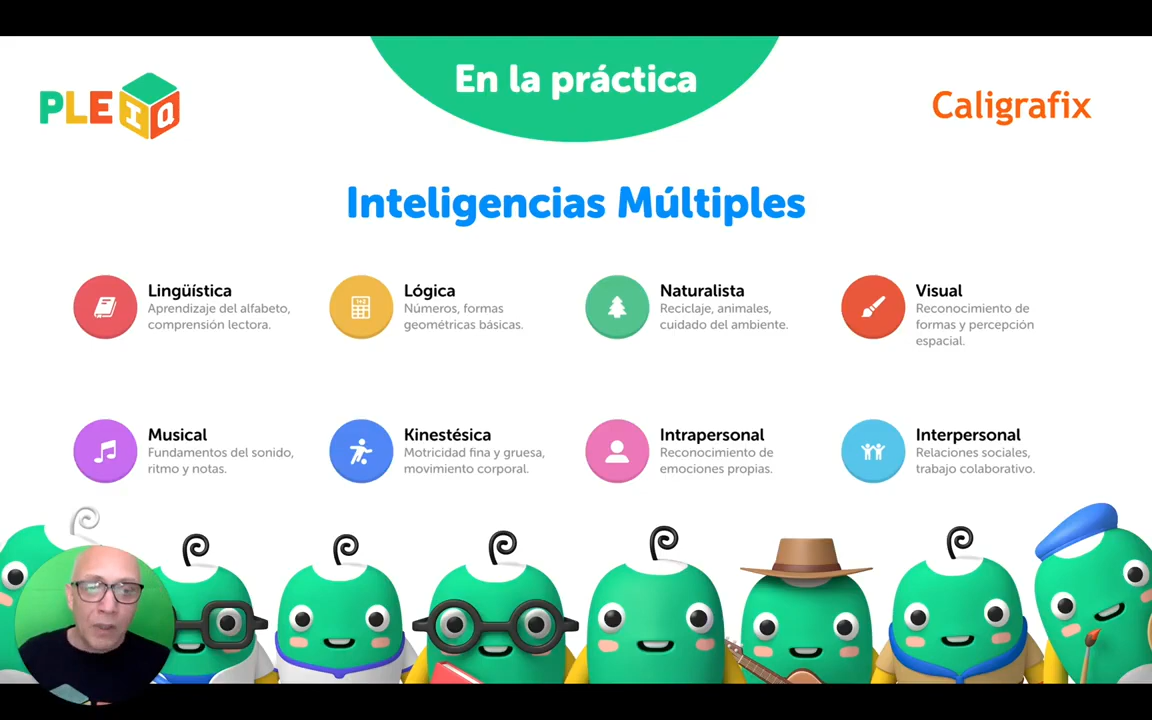 En la práctica
PLE IQ
Caligrafix
Inteligencias Múltiples
Lingüística
Aprendizaje del alfabeto,
comprensión lectora.
Lógica
Números, formas
geométricas básicas.
Naturalista
Reciclaje, animales,
cuidado del ambiente.
Visual
Reconocimiento de
formas y percepción
espacial.
Musical
Fundamentos del sonido,
ritmo y notas.
Kinestésica
Motricidad fina y gruesa,
movimiento corporal.
Intrapersonal
Reconocimiento de
emociones propias.
Interpersonal
Relaciones sociales,
trabajo colaborativo.